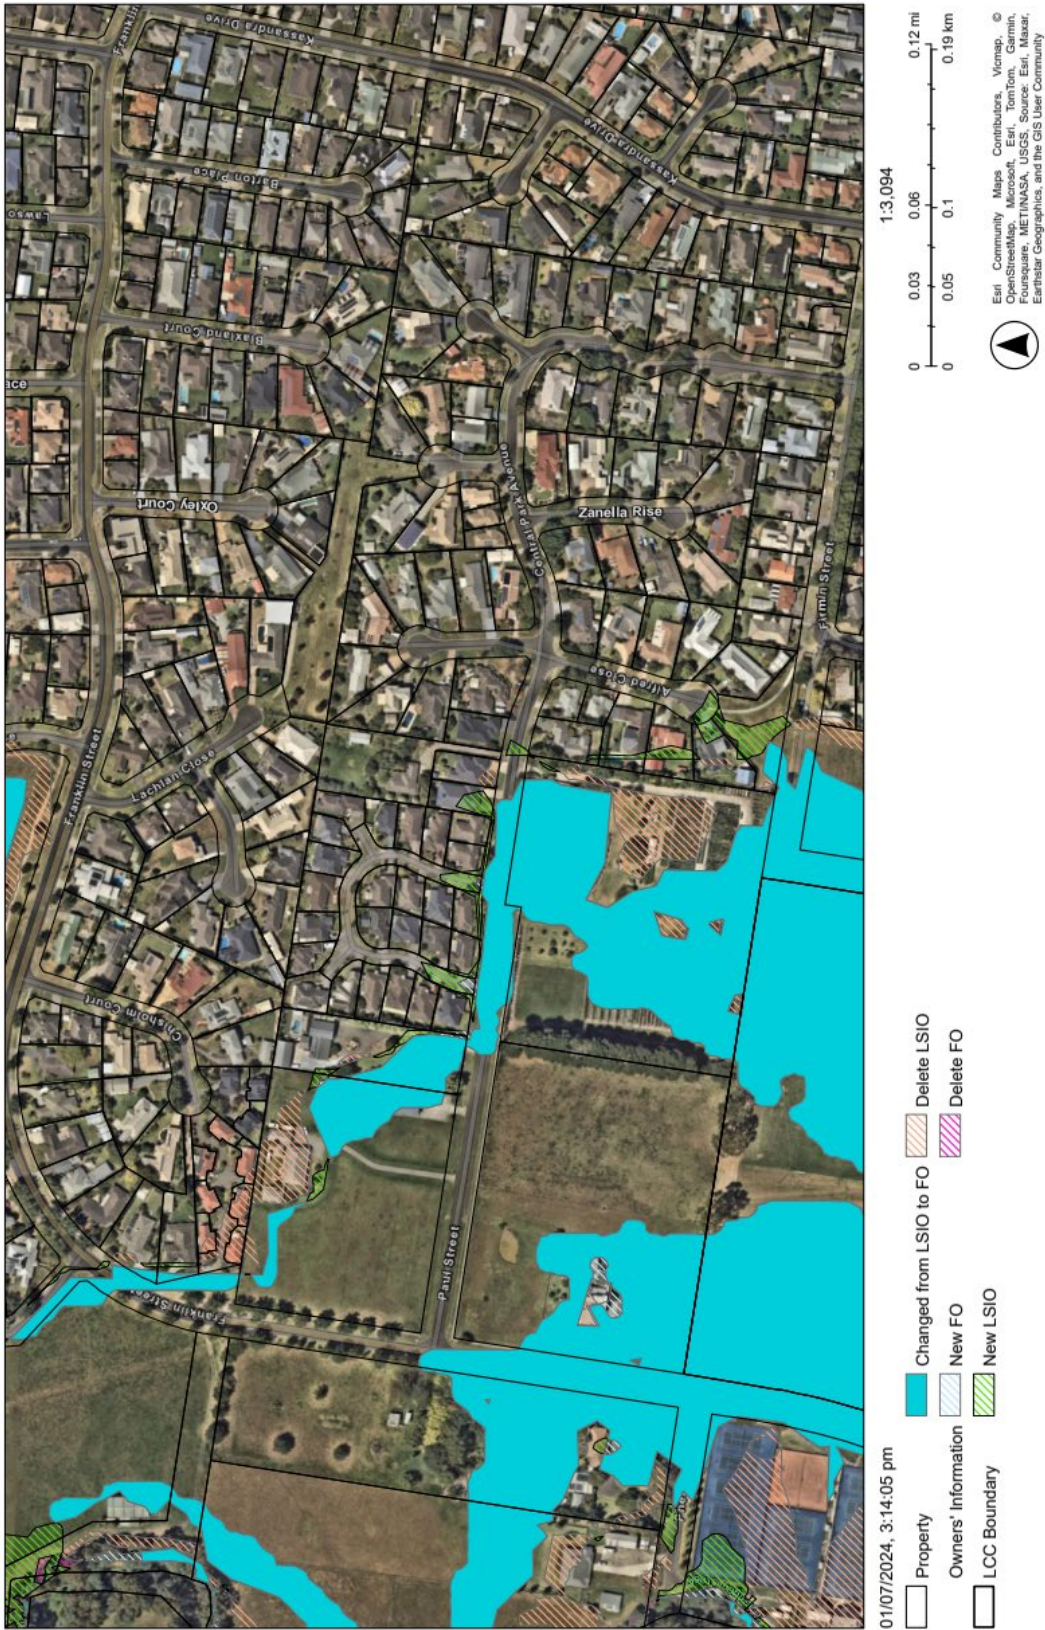 Franklin
Kassandra Drive
Lawso
Barton Place
Kassandra Drive
Blaxland Court
ace
Oxley Court
Central Park Avenue
Zanella Rise
Firmin Street
Alfred Close
Franklin Street
Lachlan Close
Chisholm Court
Paul Street
Franklin Street
01/07/2024, 3:14:05 pm
Property
Owners' Information
LCC Boundary
Changed from LSIO to FO
New FO
New LSIO
Delete LSIO
Delete FO
1:3,094
0 0.03 0.06 0.12 mi
0 0.05 0.1 0.19 km
Esri Community Maps Contributors, Vicmap, ©
OpenStreetMap, Microsoft, Esri, TomTom, Garmin,
Foursquare, METI/NASA, USGS, Source: Esri, Maxar,
Earthstar Geographics, and the GIS User Community